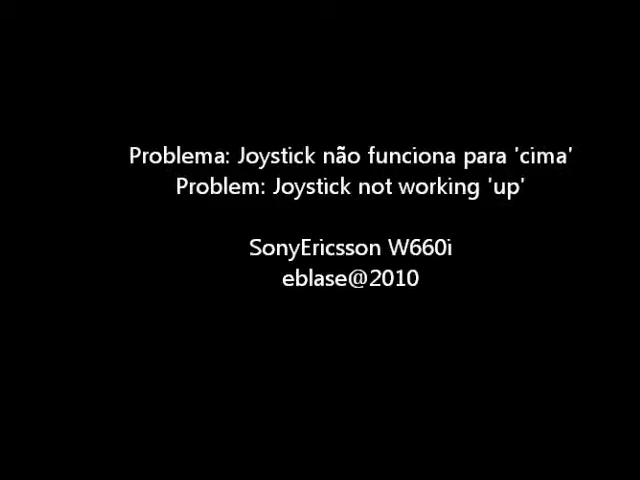 Problema: Joystick não funciona para 'cima'
Problem: Joystick not working 'up'
SonyEricsson W660i
eblase@2010